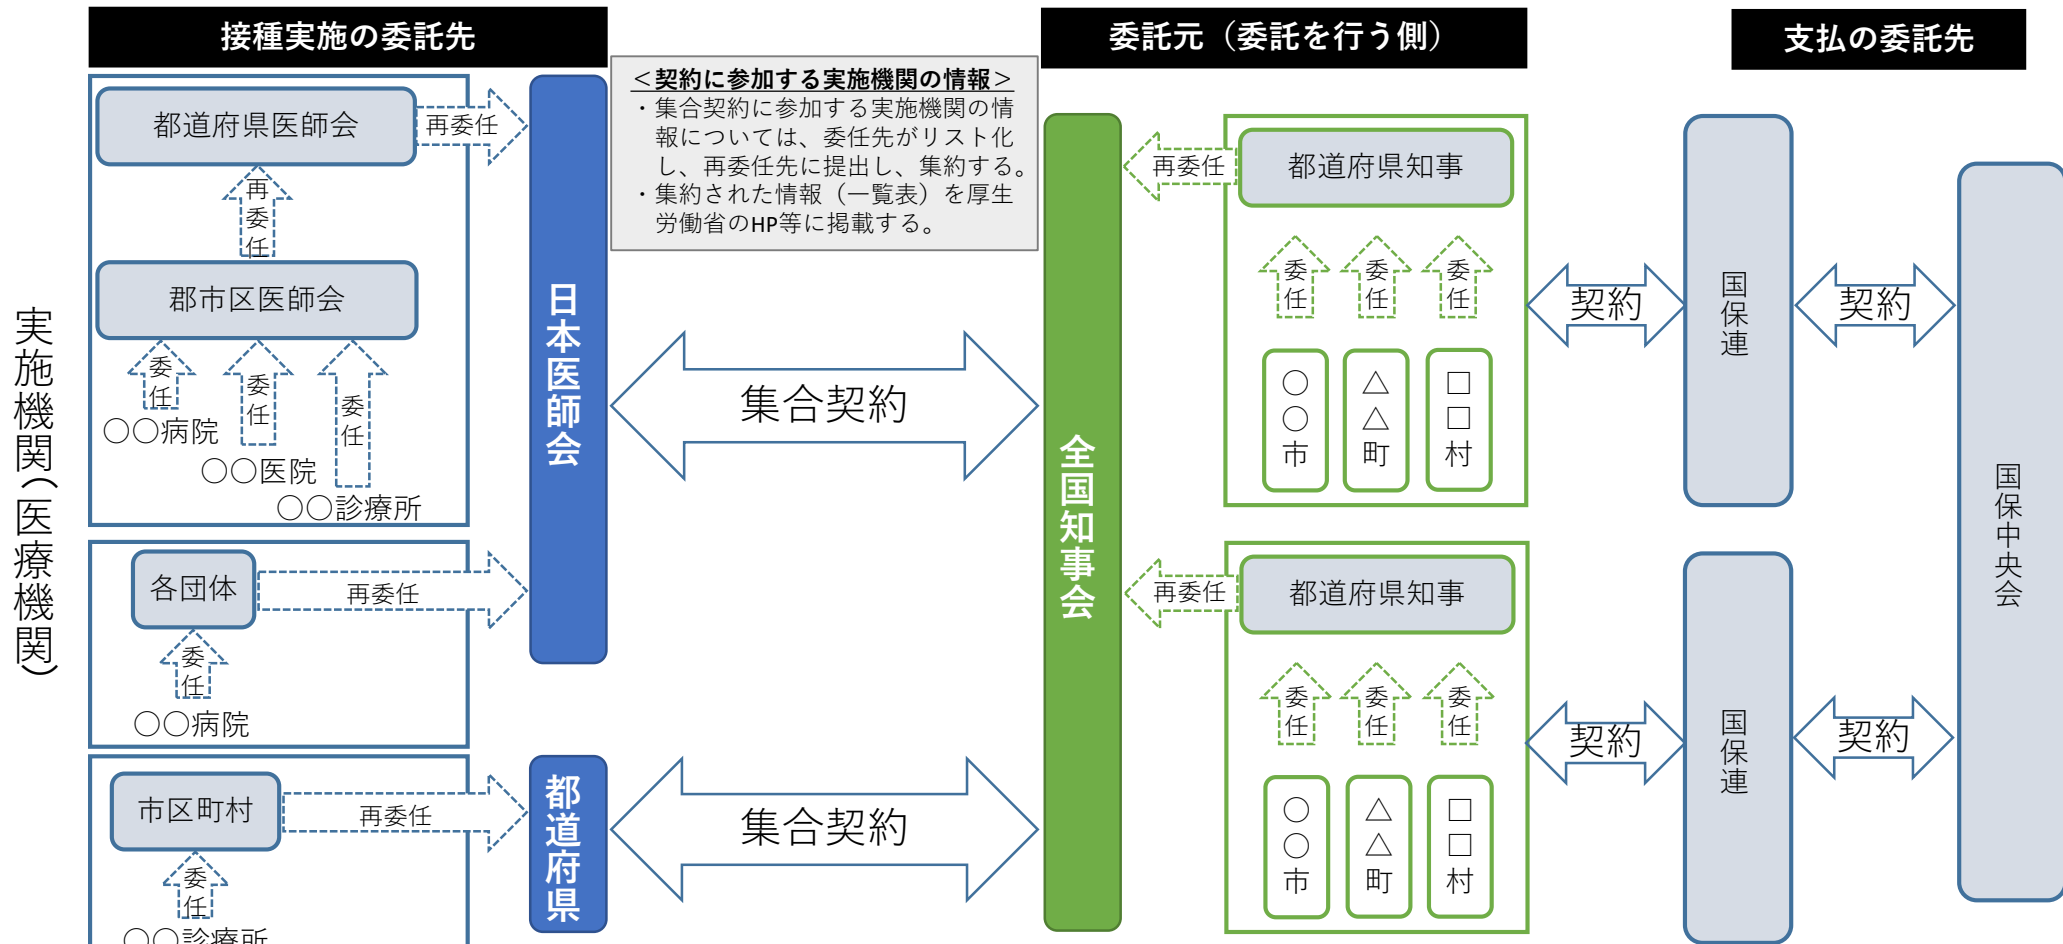 接種実施の委託先
委託元（委託を行う側）
支払の委託先
実施機関（医療機関）
都道府県医師会
再委任
再委任
郡市区医師会
委任
委任
委任
〇〇病院
〇〇医院
〇〇診療所
各団体
再委任
委任
〇〇病院
市区町村
再委任
委任
〇〇診療所
日本医師会
都道府県
＜契約に参加する実施機関の情報＞
・集合契約に参加する実施機関の情
報については、委任先がリスト化
し、再委任先に提出し、集約する。
・集約された情報（一覧表）を厚生
労働省のHP等に掲載する。
集合契約
集合契約
全国知事会
再委任
都道府県知事
委任
委任
委任
〇〇市
△△町
□□村
再委任
都道府県知事
委任
委任
委任
〇〇市
△△町
□□村
契約
国保連
契約
契約
国保連
契約
国保中央会